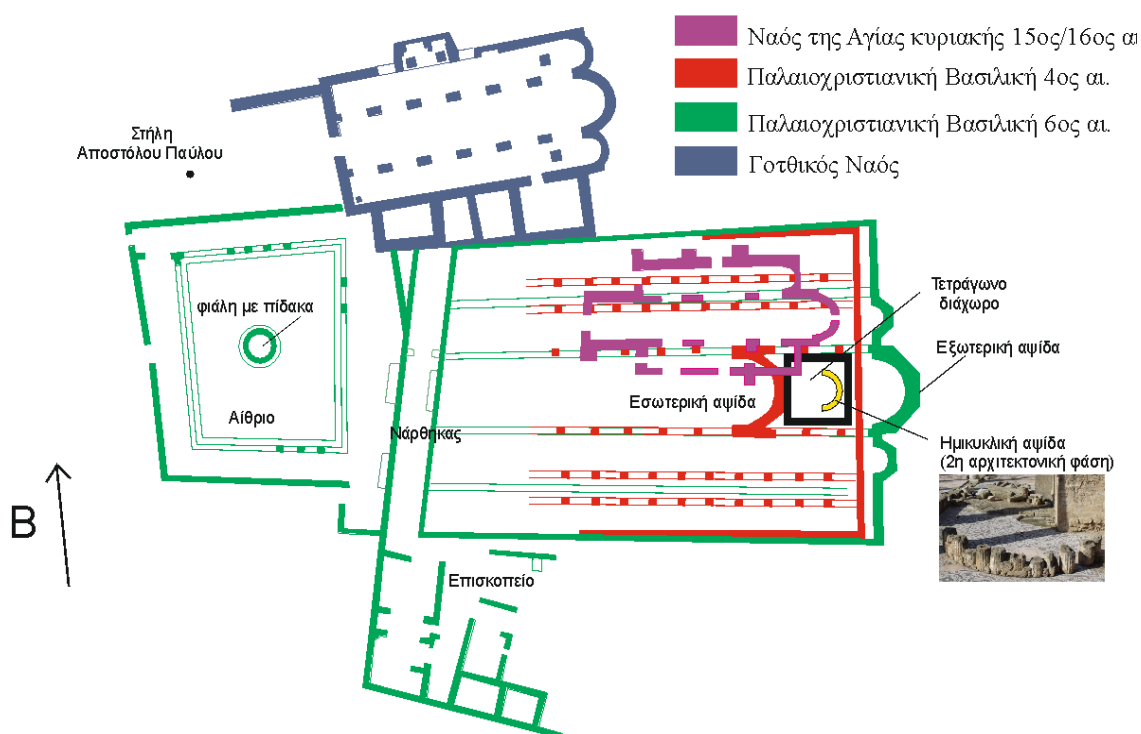 Ναός της Αγίας κυριακής 15ος/16ος αι
Παλαιοχριστιανική Βασιλική 4ος αι.
Παλαιοχριστιανική Βασιλική 6ος αι.
Γοτθικός Ναός
Στήλη
Αποστόλου Παύλου
φιάλη με πίδακα
Αίθριο
Νάρθηκας
Εσωτερική αψίδα
Τετράγωνο
διάχωρο
Εξωτερική αψίδα
Ημικυκλική αψίδα
(2η αρχιτεκτονική φάση)
Επισκοπείο
Β